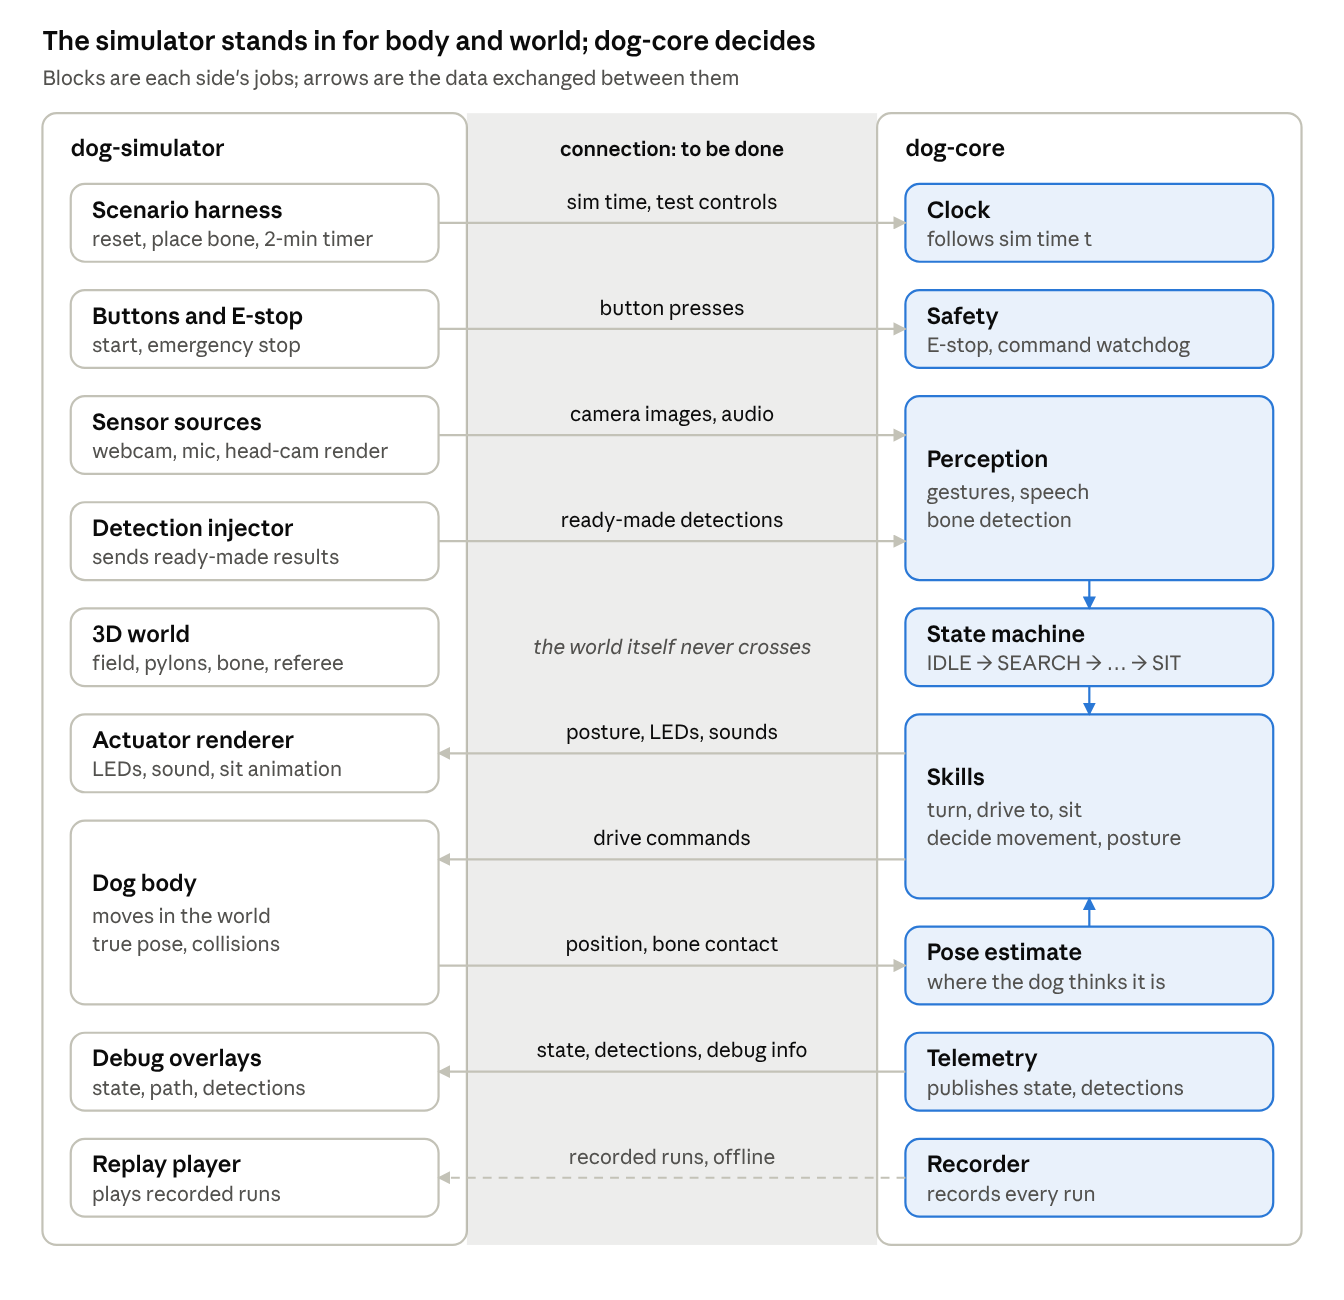 The simulator stands in for body and world; dog-core decides
Blocks are each side's jobs; arrows are the data exchanged between them
dog-simulator
connection: to be done
dog-core
Scenario harness
reset, place bone, 2-min timer
sim time, test controls
Clock
follows sim time t
Buttons and E-stop
start, emergency stop
button presses
Safety
E-stop, command watchdog
Sensor sources
webcam, mic, head-cam render
camera images, audio
Perception
gestures, speech
bone detection
Detection injector
sends ready-made results
ready-made detections
3D world
field, pylons, bone, referee
the world itself never crosses
State machine
IDLE → SEARCH → … → SIT
Actuator renderer
LEDs, sound, sit animation
posture, LEDs, sounds
Skills
turn, drive to, sit
decide movement, posture
drive commands
Dog body
moves in the world
true pose, collisions
position, bone contact
Pose estimate
where the dog thinks it is
Debug overlays
state, path, detections
state, detections, debug info
Telemetry
publishes state, detections
Replay player
plays recorded runs
recorded runs, offline
Recorder
records every run